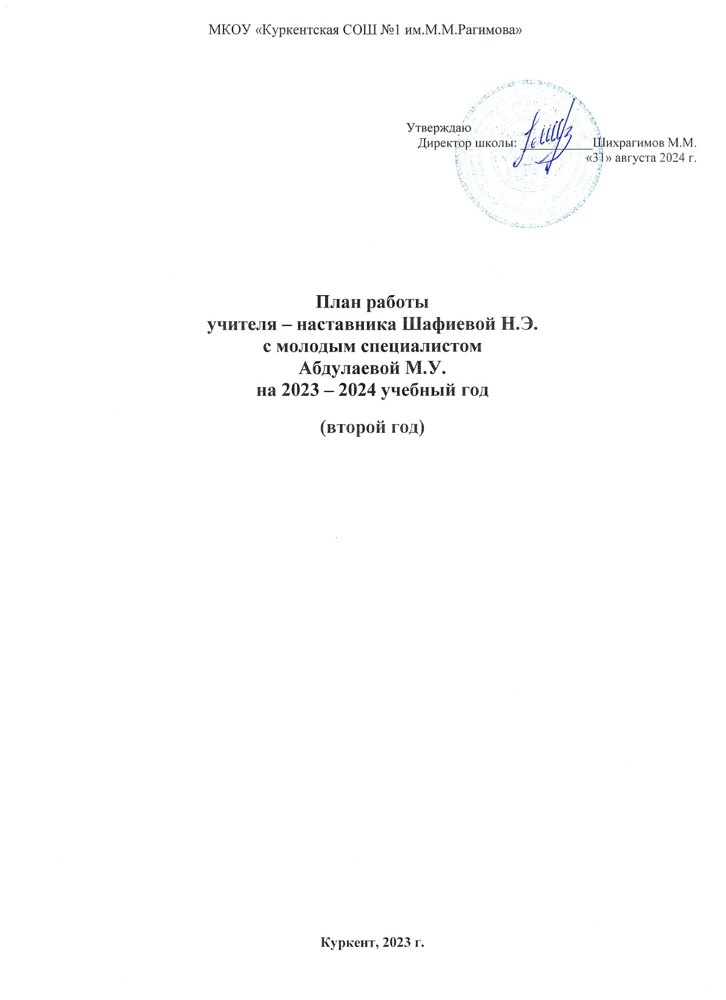 МКОУ «Куркентская СОШ №1 им.М.М.Рагимова»
Утверждаю
Директор школы: ___________Шихрагимов М.М.
«31» августа 2024 г.
План работы
учителя – наставника Шафиевой Н.Э.
с молодым специалистом
Абдулаевой М.У.
на 2023 – 2024 учебный год
(второй год)
Куркент, 2023 г.